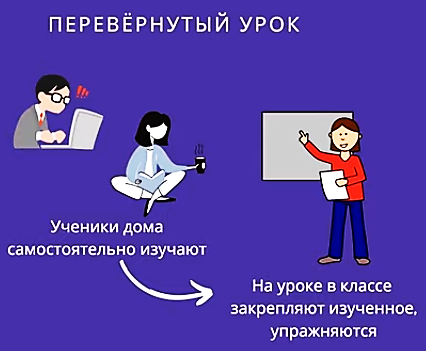 ПЕРЕВЁРНУТЫЙ УРОК
!!!
Ученики дома
самостоятельно изучают
На уроке в классе
закрепляют изученное,
упражняются